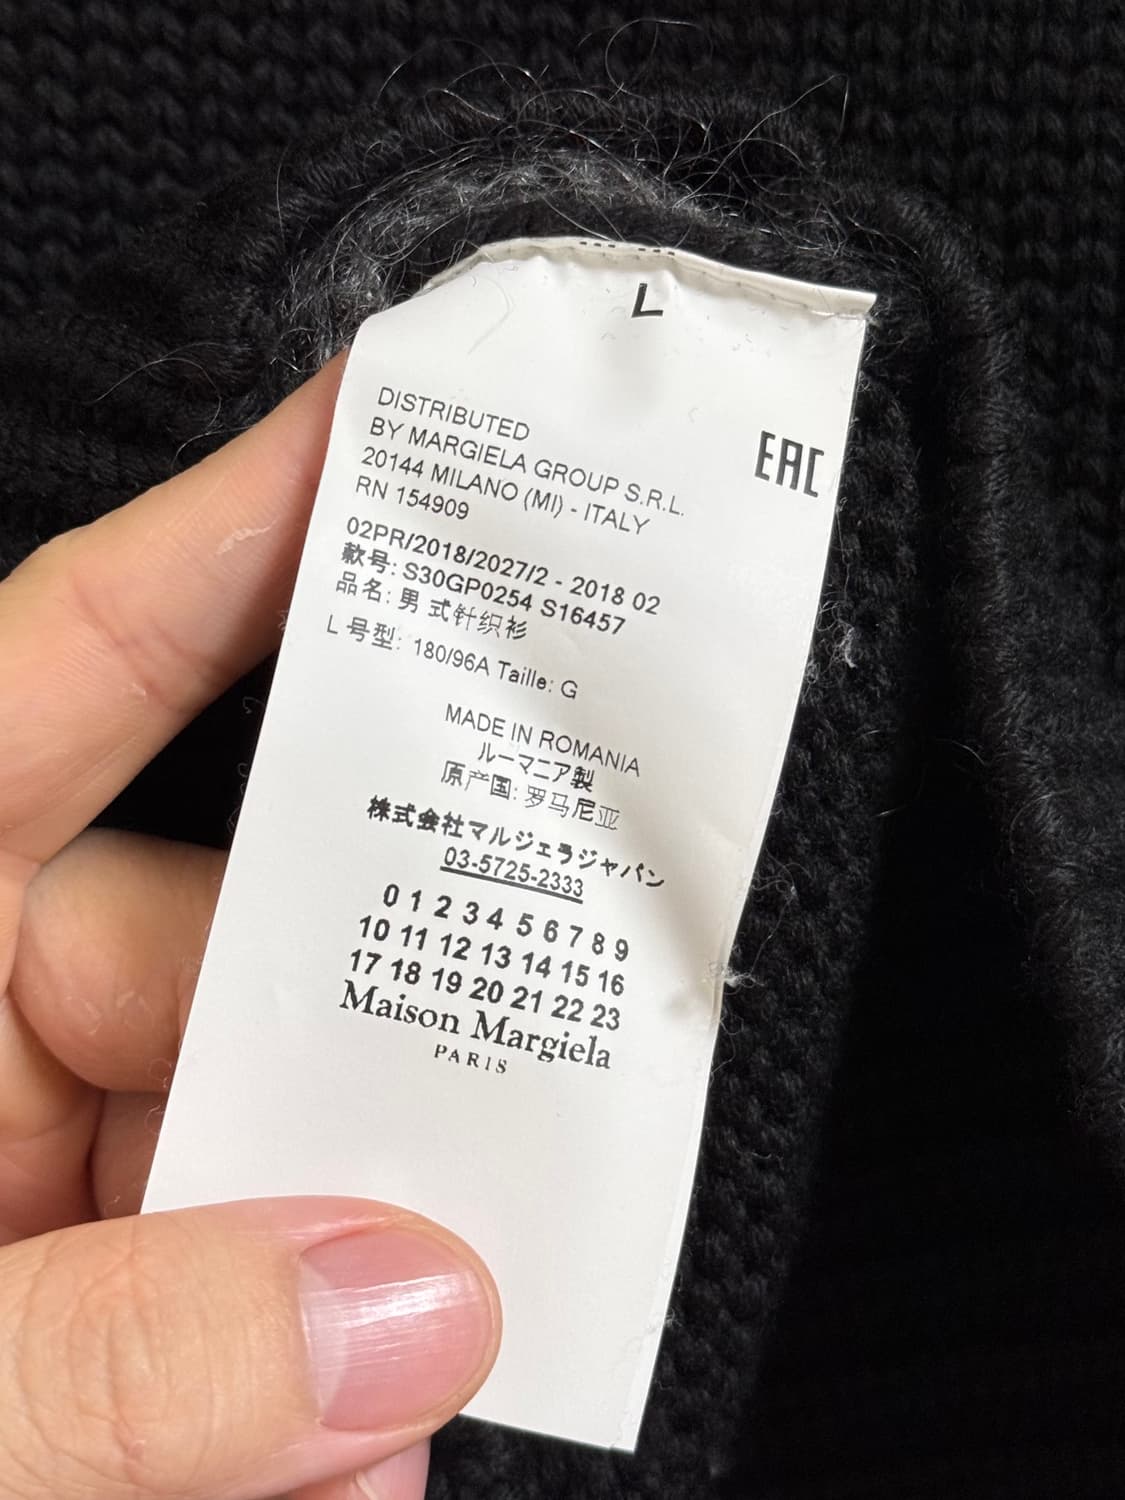 L
EAC
DISTRIBUTED
BY MARGIELA GROUP S.R.L.
20144 MILANO (MI) - ITALY
RN 154909
02PR/2018/2027/2 - 2018 02
款号: S30GP0254 S16457
品名: 男 式针织衫
L 号型: 180/96A Taille: G
MADE IN ROMANIA
ルーマニア製
原产国: 罗马尼亚
株式会社マルジェラジャパン
03-5725-2333
0 1 2 3 4 5 6 7 8 9
10 11 12 13 14 15 16
17 18 19 20 21 22 23
Maison Margiela
PARIS